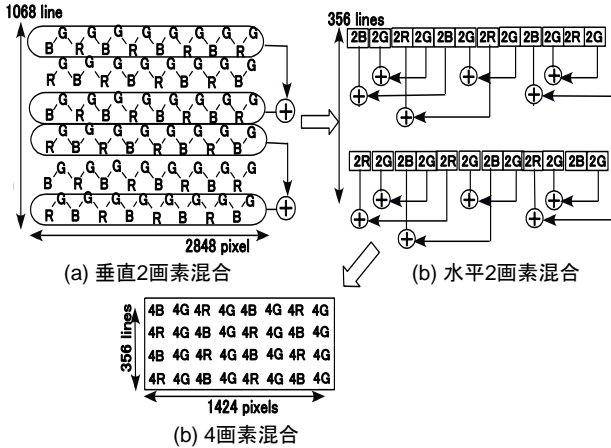 1068 line
G G G G G G G G
B R B R B R B R
G G G G G G G G
R B R B R B R B
G G G G G G G G
B R B R B R B R
G G G G G G G G
R B R B R B R B
G G G G G G G G
B R B R B R B R
G G G G G G G G
R B R B R B R B
2848 pixel
(a) 垂直2画素混合
356 lines
2B 2G 2R 2G 2B 2G 2R 2G 2B 2G 2R 2G
2R 2G 2B 2G 2R 2G 2B 2G 2R 2G 2B 2G
(b) 水平2画素混合
356 lines
4B 4G 4R 4G 4B 4G 4R 4G
4R 4G 4B 4G 4R 4G 4B 4G
4B 4G 4R 4G 4B 4G 4R 4G
4R 4G 4B 4G 4R 4G 4B 4G
1424 pixels
(b) 4画素混合